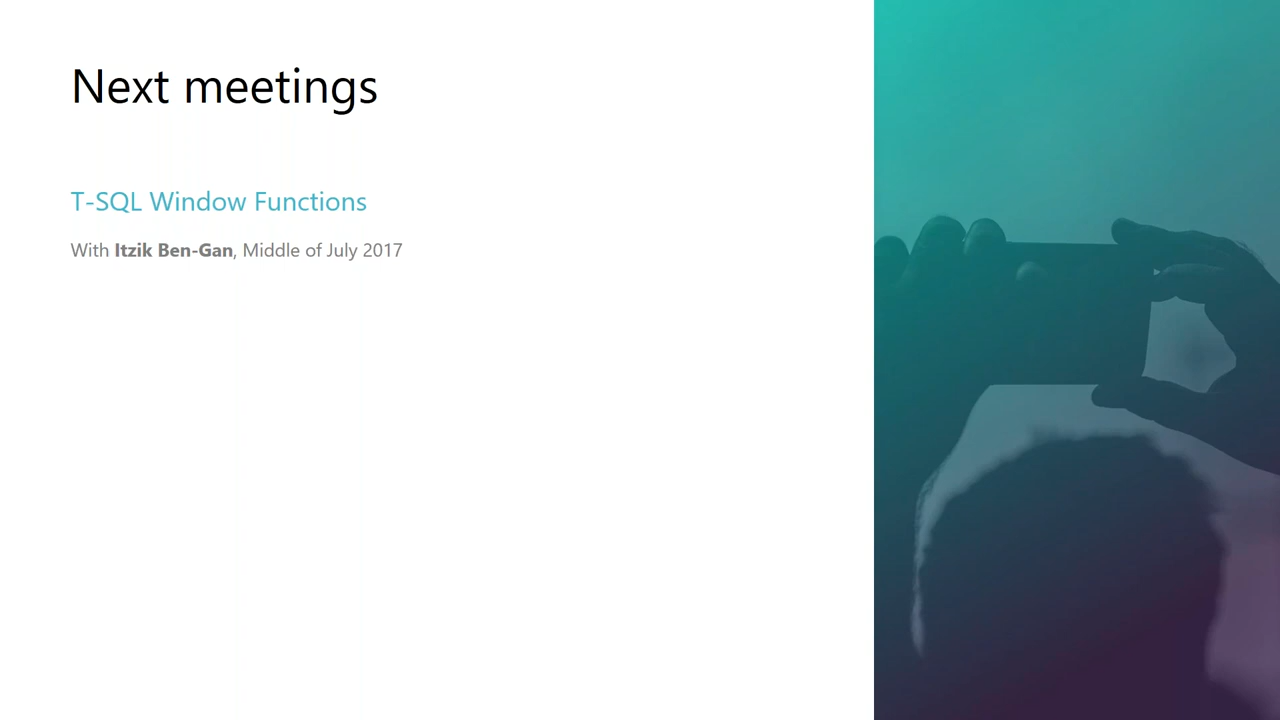 Next meetings
T-SQL Window Functions
With Itzik Ben-Gan, Middle of July 2017